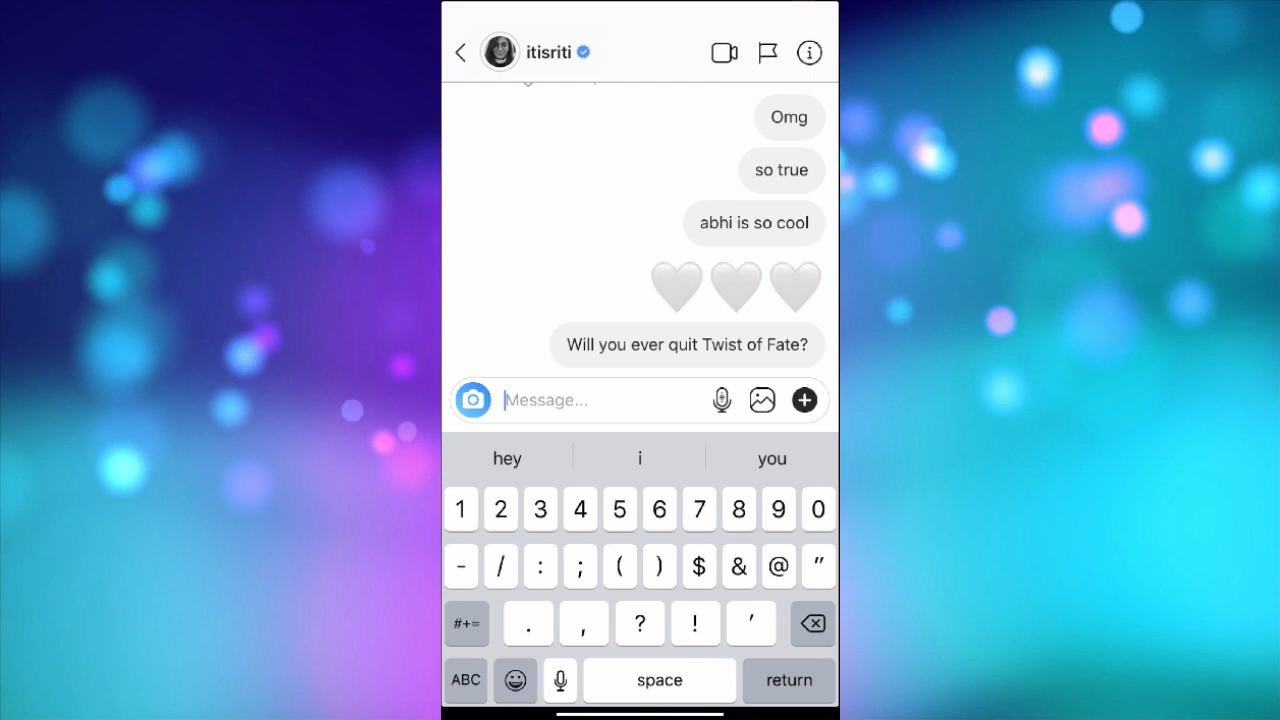 itisriti
Omg
so true
abhi is so cool
Will you ever quit Twist of Fate?
Message...
hey i you
1 2 3 4 5 6 7 8 9 0
- / : ; ( ) $ & @ "
#+= . , ? ! '
ABC space return